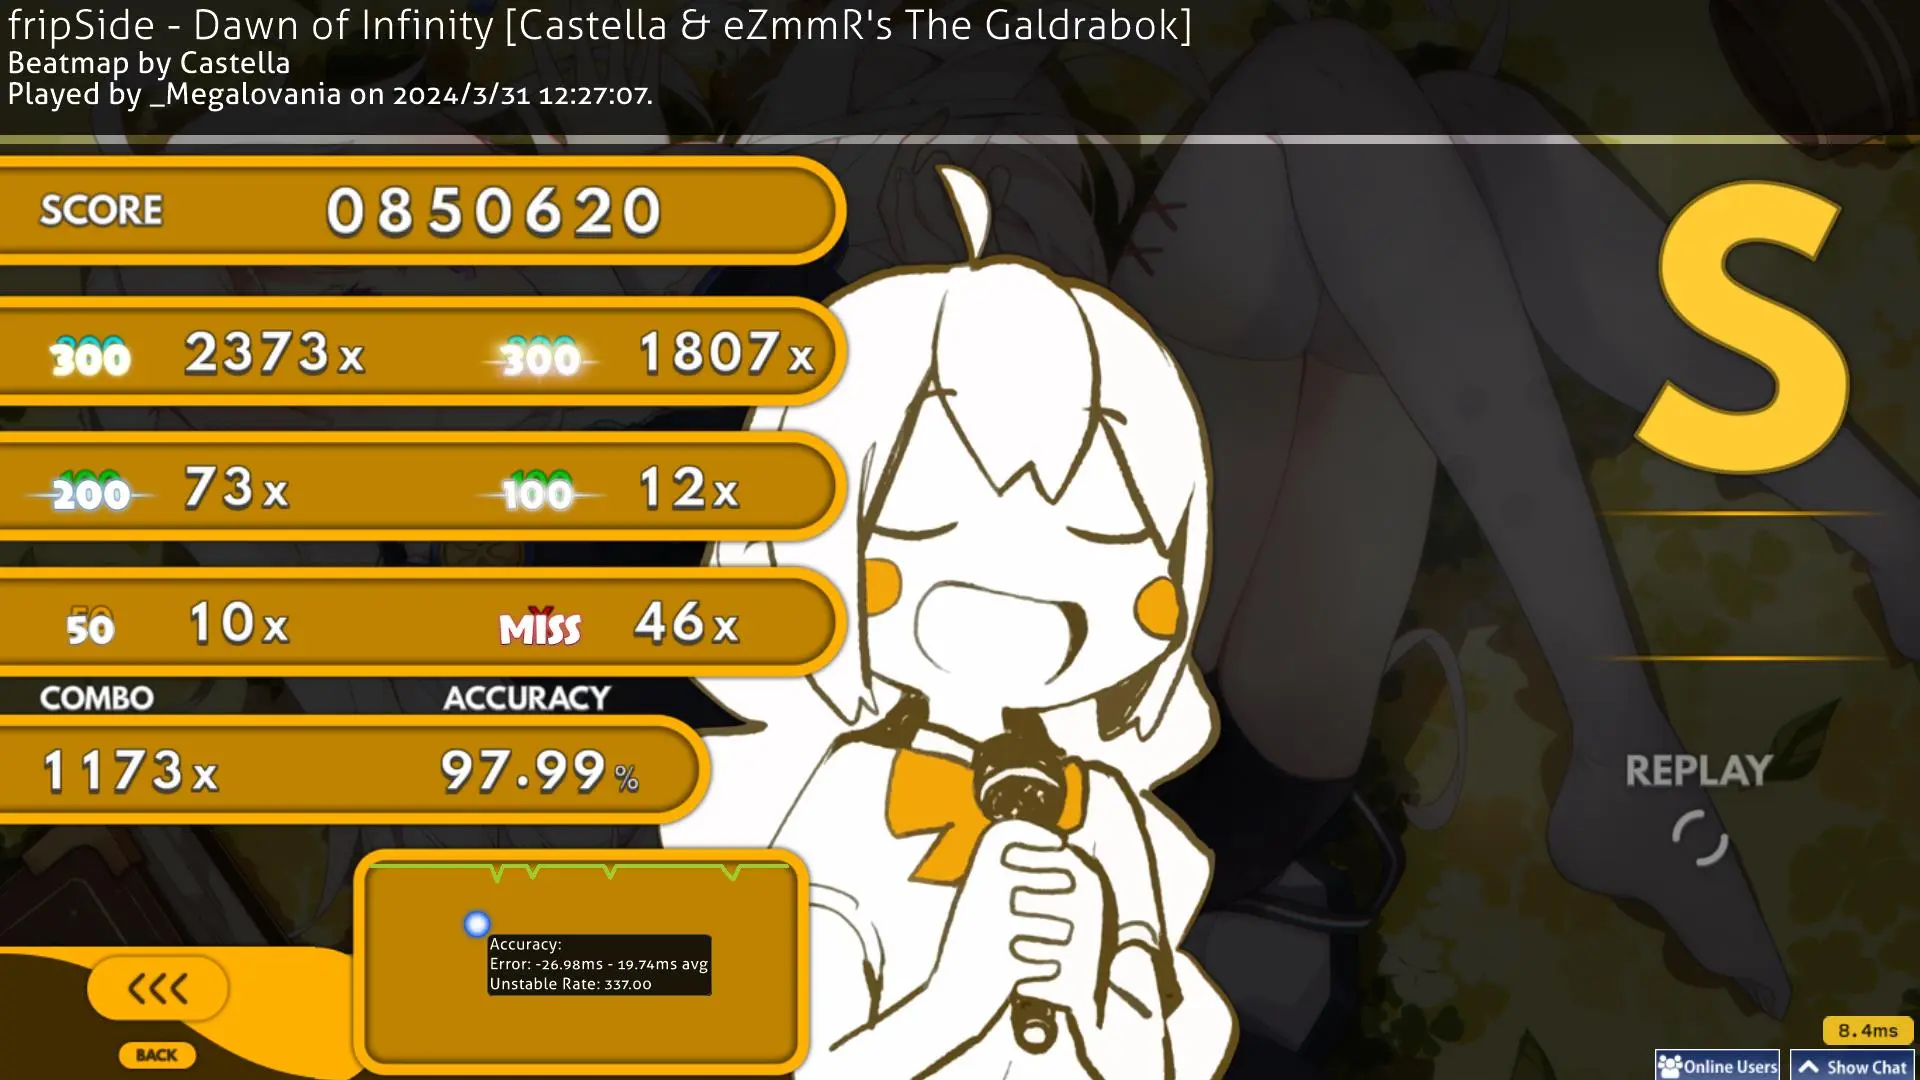 fripSide - Dawn of Infinity [Castella & eZmmR's The Galdrabok]
Beatmap by Castella
Played by _Megalovania on 2024/3/31 12:27:07.
SCORE 0850620
300 2373x 300 1807x
200 73x 100 12x
50 10x MISS 46x
COMBO ACCURACY
1173x 97.99%
REPLAY
Accuracy:
Error: -26.98ms - 19.74ms avg
Unstable Rate: 337.00
S
<<<
BACK
8.4ms
Online Users Show Chat